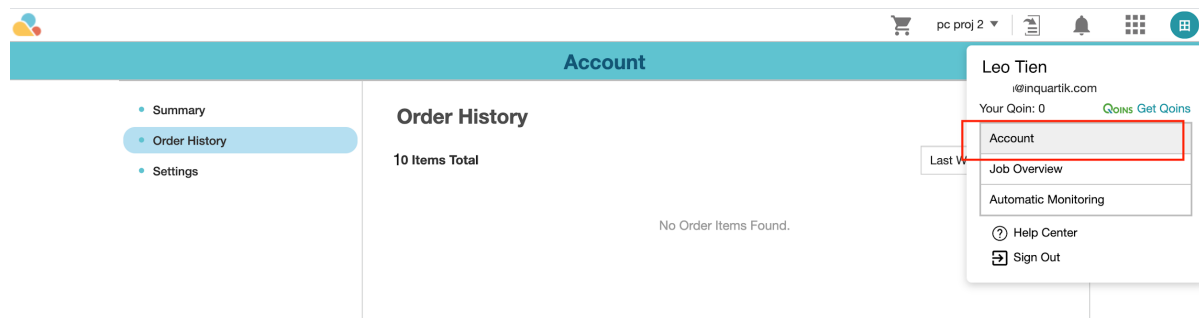 pc proj 2
田
Account
Leo Tien
@inquartik.com
Your Qoin: 0
QOINS Get Qoins
Summary
Order History
Settings
Order History
10 Items Total
Last W
No Order Items Found.
Account
Job Overview
Automatic Monitoring
Help Center
Sign Out